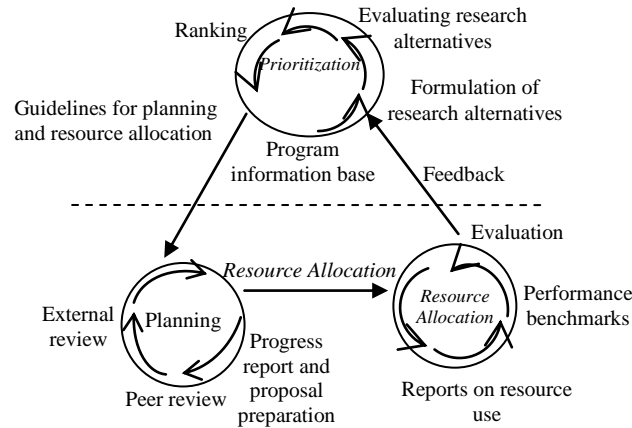 Ranking
Evaluating research
alternatives
Prioritization
Formulation of
research alternatives
Guidelines for planning
and resource allocation
Program
information base
Feedback
Evaluation
Resource Allocation
External
review
Planning
Resource
Allocation
Performance
benchmarks
Progress
report and
proposal
preparation
Peer review
Reports on resource
use